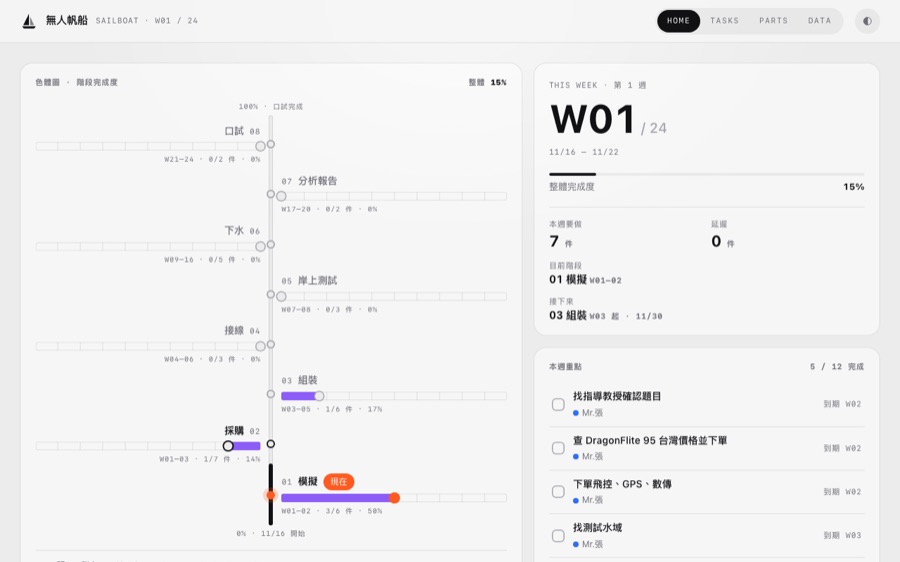 無人帆船 SAILBOAT · W01 / 24
HOME TASKS PARTS DATA
色體圖 · 階段完成度
整體 15%
100% · 口試完成
口試 08
W21—24 · 0/2 件 · 0%
07 分析報告
W17—20 · 0/2 件 · 0%
下水 06
W09—16 · 0/5 件 · 0%
05 岸上測試
W07—08 · 0/3 件 · 0%
接線 04
W04—06 · 0/3 件 · 0%
03 組裝
W03—05 · 1/6 件 · 17%
採購 02
W01—03 · 1/7 件 · 14%
01 模擬 現在
W01—02 · 3/6 件 · 50%
0% · 11/16 開始
THIS WEEK · 第 1 週
W01 / 24
11/16 — 11/22
整體完成度 15%
本週要做
7 件
延遲
0 件
目前階段
01 模擬 W01—02
接下來
03 組裝 W03 起 · 11/30
本週重點
5 / 12 完成
找指導教授確認題目
Mr.張
到期 W02
查 DragonFlite 95 台灣價格並下單
Mr.張
到期 W02
下單飛控、GPS、數傳
Mr.張
到期 W02
找測試水域
Mr.張
到期 W03